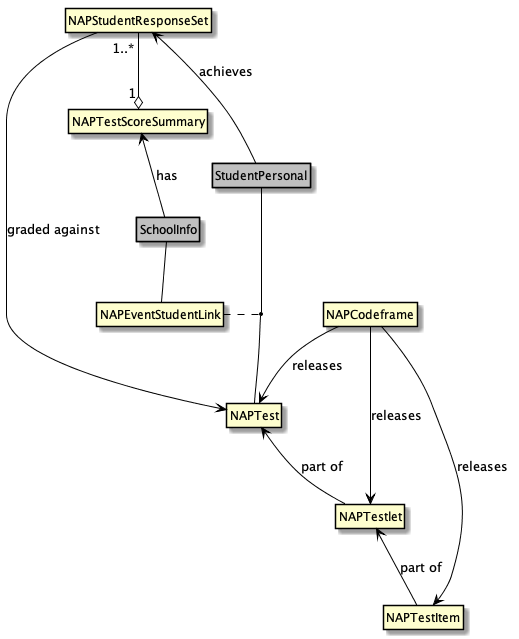 NAPStudentResponseSet
1..*
achieves
1
NAPTestScoreSummary
has
StudentPersonal
graded against
SchoolInfo
NAPEventStudentLink
NAPCodeframe
releases
NAPTest
releases
part of
releases
NAPTestlet
part of
NAPTestItem